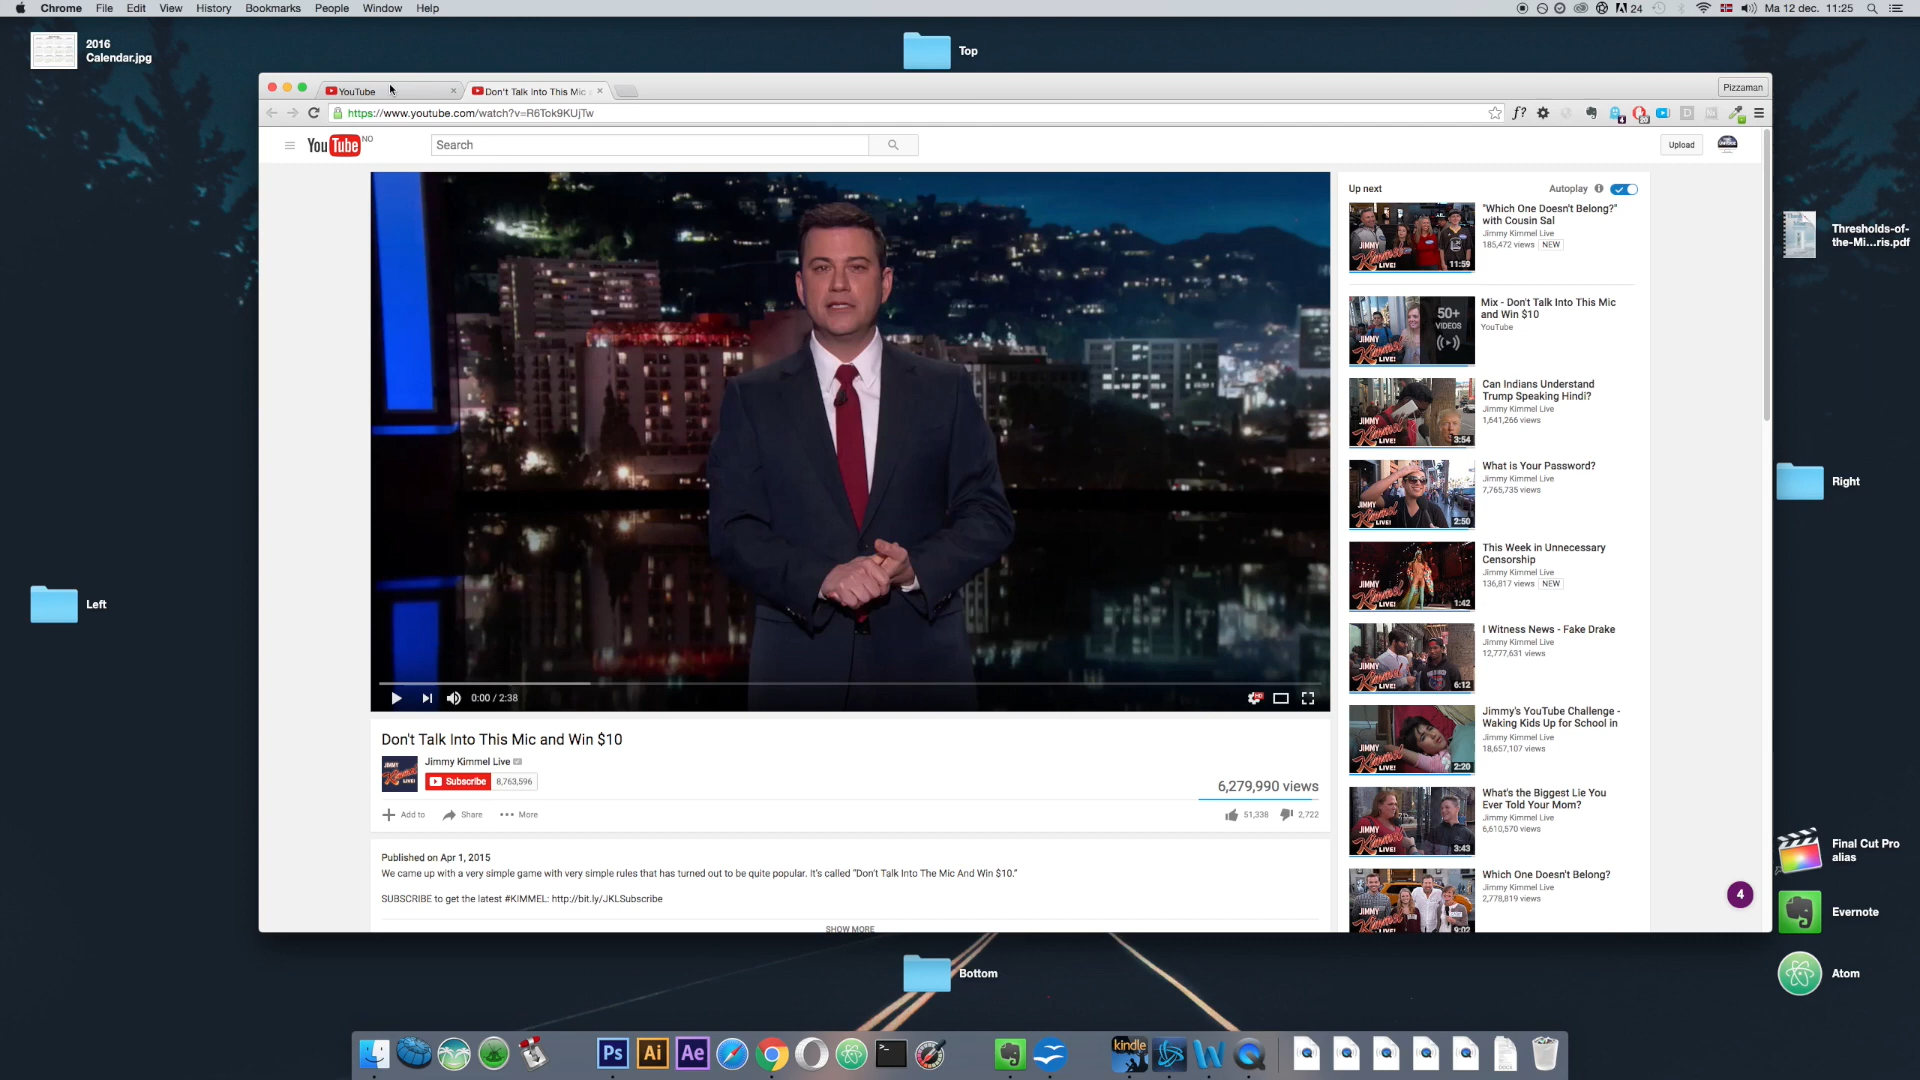 Chrome File Edit View History Bookmarks People Window Help
24 Ma 12 dec. 11:25
2016
Calendar.jpg
Top
YouTube
Don't Talk Into This Mic
Pizzaman
https://www.youtube.com/watch?v=R6Tok9KUjTw
f?
YouTube NO
Search
Upload
Up next
Autoplay
"Which One Doesn't Belong?"
with Cousin Sal
Jimmy Kimmel Live
185,472 views NEW
11:59
Mix - Don't Talk Into This Mic
and Win $10
YouTube
50+
VIDEOS
Can Indians Understand
Trump Speaking Hindi?
Jimmy Kimmel Live
1,641,266 views
3:54
What is Your Password?
Jimmy Kimmel Live
7,765,735 views
2:50
This Week in Unnecessary
Censorship
Jimmy Kimmel Live
136,817 views NEW
1:42
I Witness News - Fake Drake
Jimmy Kimmel Live
12,777,631 views
6:12
Jimmy's YouTube Challenge -
Waking Kids Up for School in
Jimmy Kimmel Live
18,657,107 views
2:20
What's the Biggest Lie You
Ever Told Your Mom?
Jimmy Kimmel Live
6,610,570 views
3:43
Which One Doesn't Belong?
Jimmy Kimmel Live
2,778,819 views
9:02
0:00 / 2:38
Don't Talk Into This Mic and Win $10
Jimmy Kimmel Live
Subscribe 8,763,596
6,279,990 views
Add to Share More
51,338 2,722
Published on Apr 1, 2015
We came up with a very simple game with very simple rules that has turned out to be quite popular. It's called "Don't Talk Into The Mic And Win $10."
SUBSCRIBE to get the latest #KIMMEL: http://bit.ly/JKLSubscribe
SHOW MORE
4
Thresholds-of-
the-Mi...ris.pdf
Right
Left
Final Cut Pro
alias
Evernote
Atom
Bottom
Ps Ai Ae
kindle